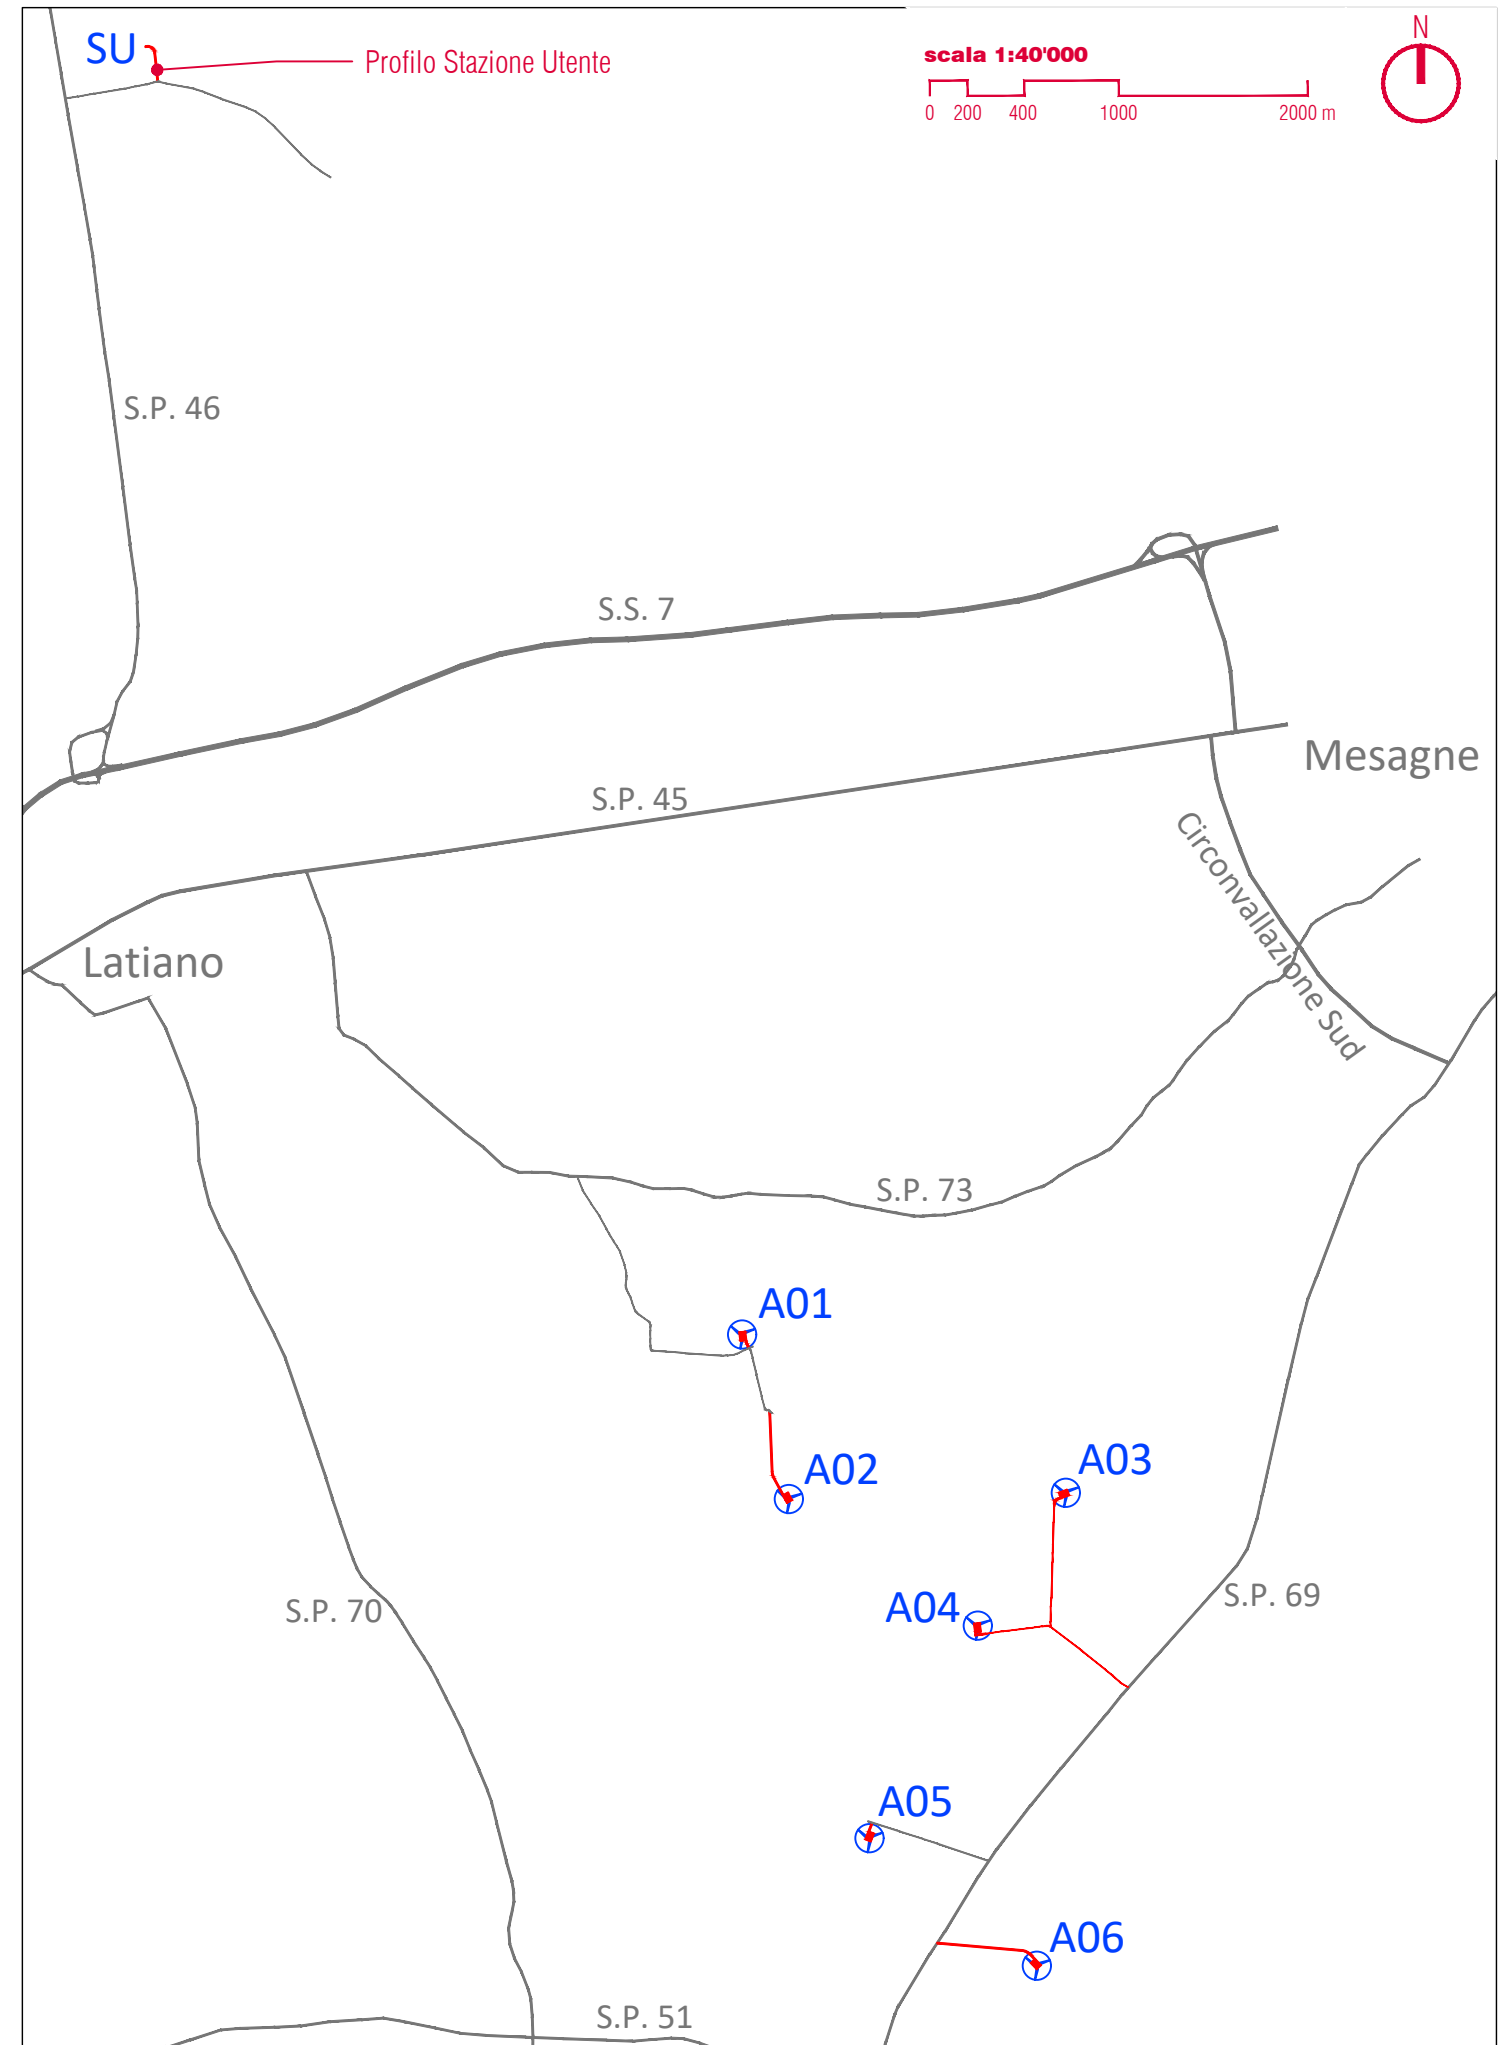 SU
Profilo Stazione Utente
scala 1:40'000
0 200 400 1000 2000 m
N
S.P. 46
S.S. 7
S.P. 45
Mesagne
Circonvallazione Sud
Latiano
S.P. 73
A01
A02
A03
A04
S.P. 70
S.P. 69
A05
A06
S.P. 51